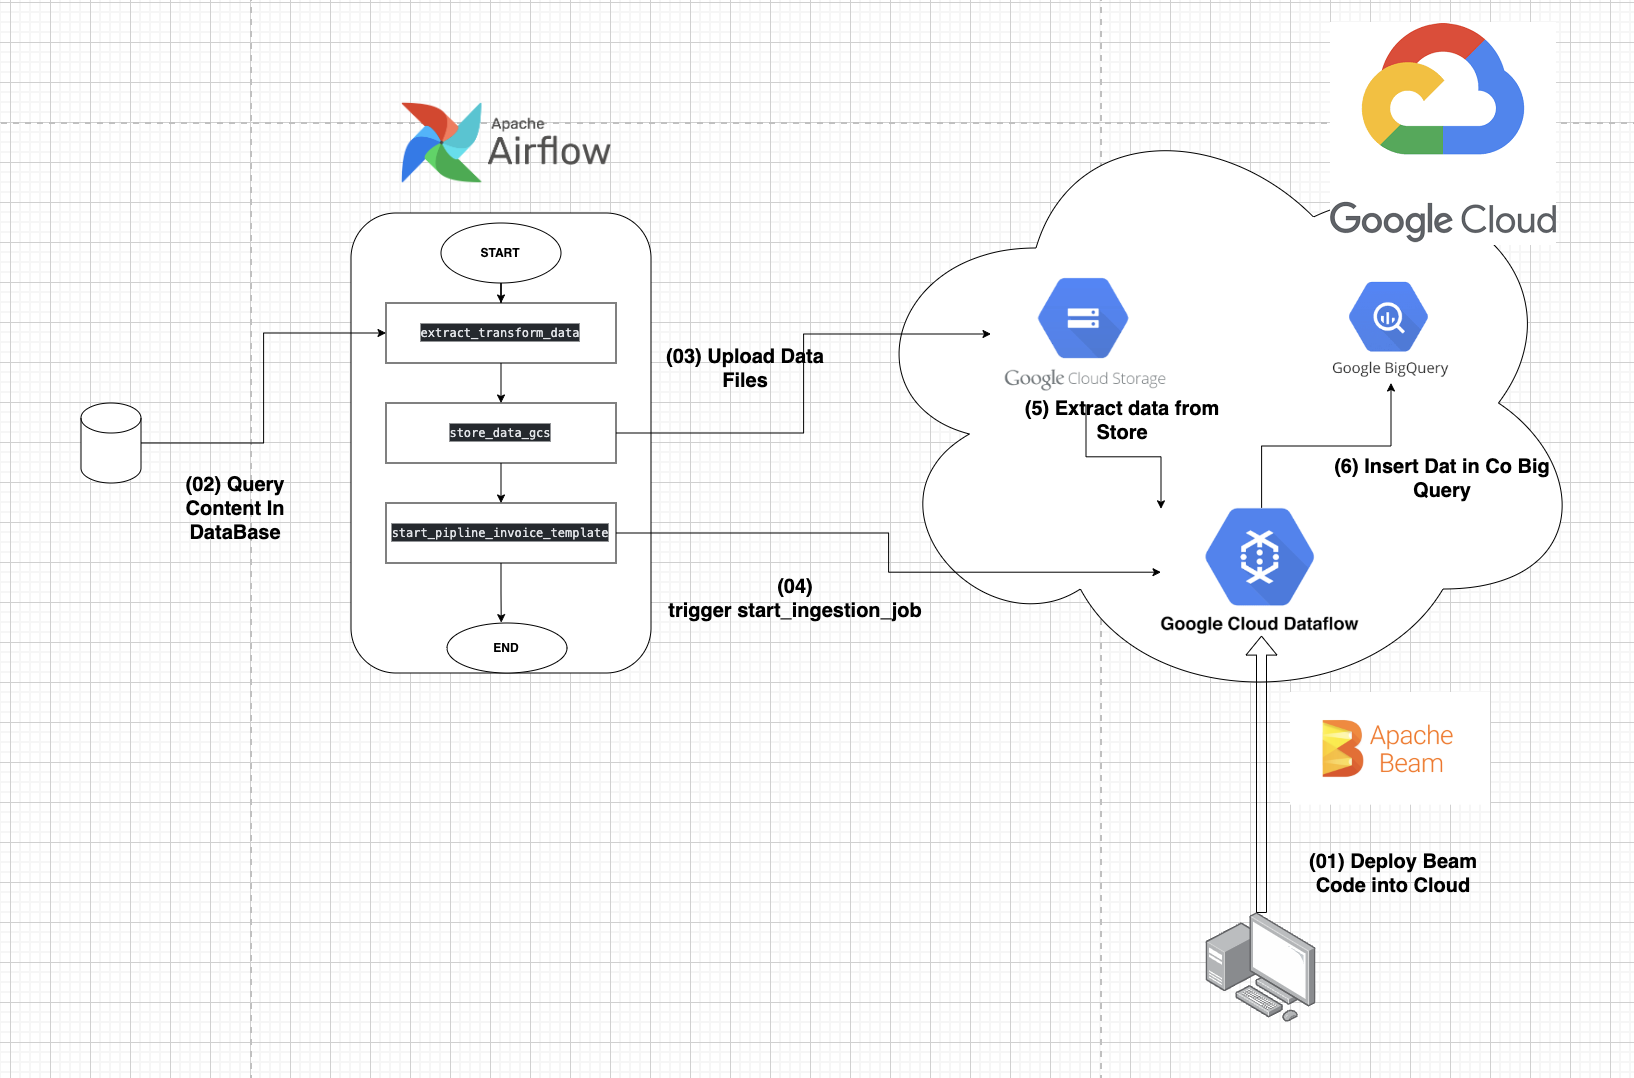 Google Cloud
Apache
Airflow
START
extract_transform_data
(03) Upload Data
Files
store_data_gcs
start_pipline_invoice_template
END
(02) Query
Content In
DataBase
(04)
trigger start_ingestion_job
Google Cloud Storage
(5) Extract data from
Store
Google BigQuery
(6) Insert Dat in Co Big
Query
Google Cloud Dataflow
Apache
Beam
(01) Deploy Beam
Code into Cloud